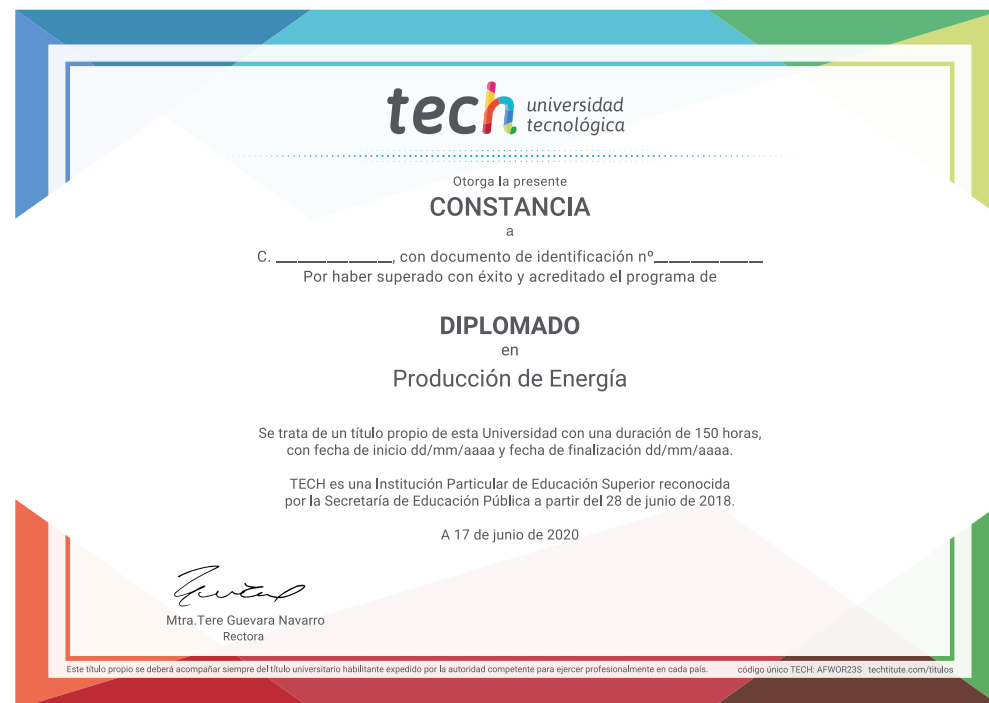 tech universidad
tecnológica
Otorga la presente
CONSTANCIA
a
C. ______________, con documento de identificación nº_____________
Por haber superado con éxito y acreditado el programa de
DIPLOMADO
en
Producción de Energía
Se trata de un título propio de esta Universidad con una duración de 150 horas,
con fecha de inicio dd/mm/aaaa y fecha de finalización dd/mm/aaaa.
TECH es una Institución Particular de Educación Superior reconocida
por la Secretaría de Educación Pública a partir del 28 de junio de 2018.
A 17 de junio de 2020
Mtra.Tere Guevara Navarro
Rectora
Este título propio se deberá acompañar siempre del título universitario habilitante expedido por la autoridad competente para ejercer profesionalmente en cada país.
código único TECH: AFWOR23S techtitute.com/titulos